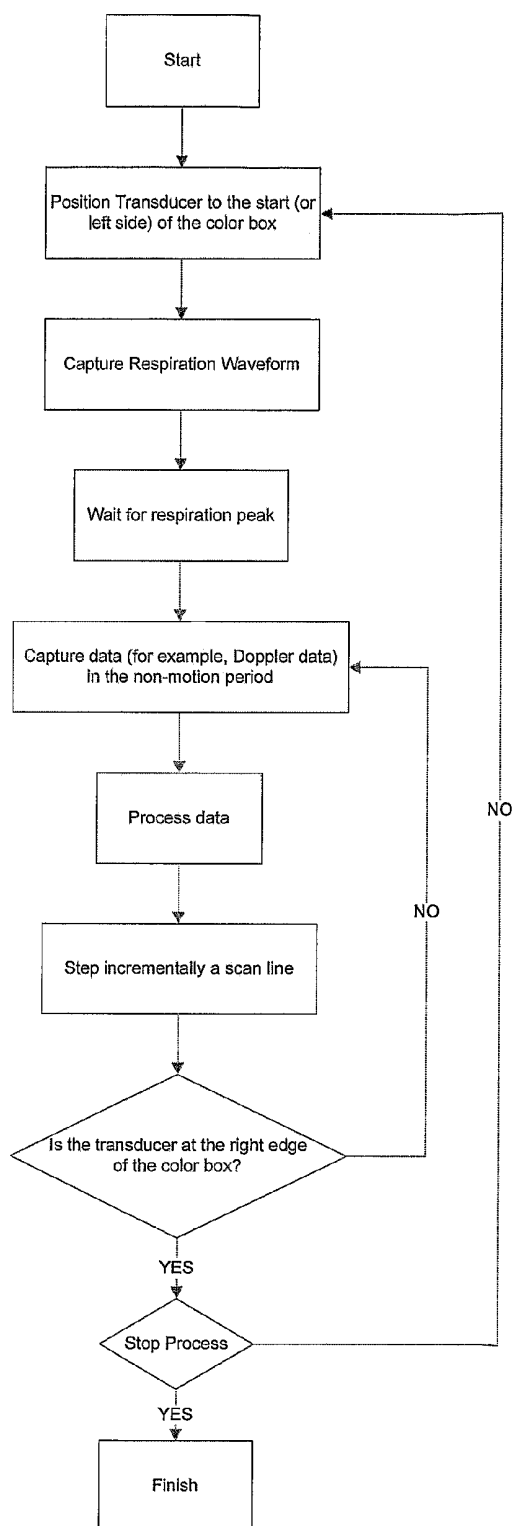 Start
Position Transducer to the start (or
left side) of the color box
Capture Respiration Waveform
Wait for respiration peak
Capture data (for example, Doppler data)
in the non-motion period
Process data
NO
NO
Step incrementally a scan line
Is the transducer at the right edge
of the color box?
YES
Stop Process
YES
Finish